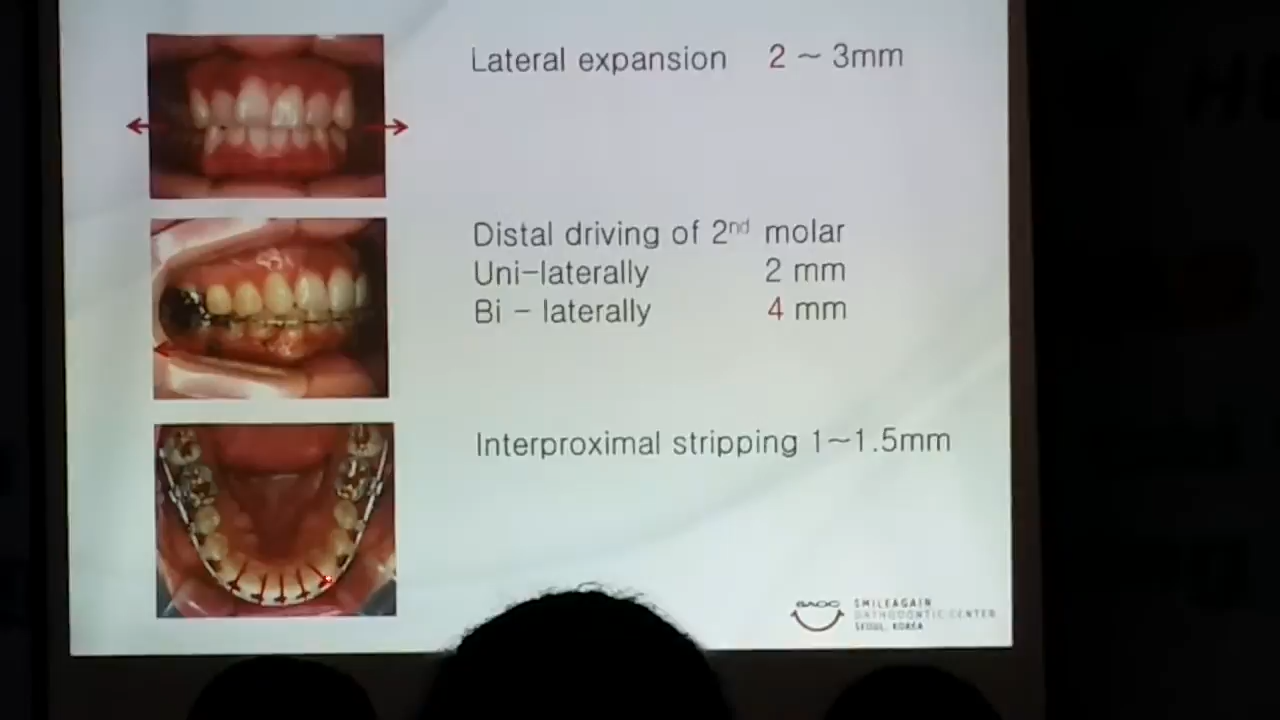 Lateral expansion 2 ~ 3mm
Distal driving of 2nd molar
Uni-laterally 2 mm
Bi - laterally 4 mm
Interproximal stripping 1~1.5mm
SMILEAGAIN
ORTHODONTIC CENTER
SEOUL, KOREA